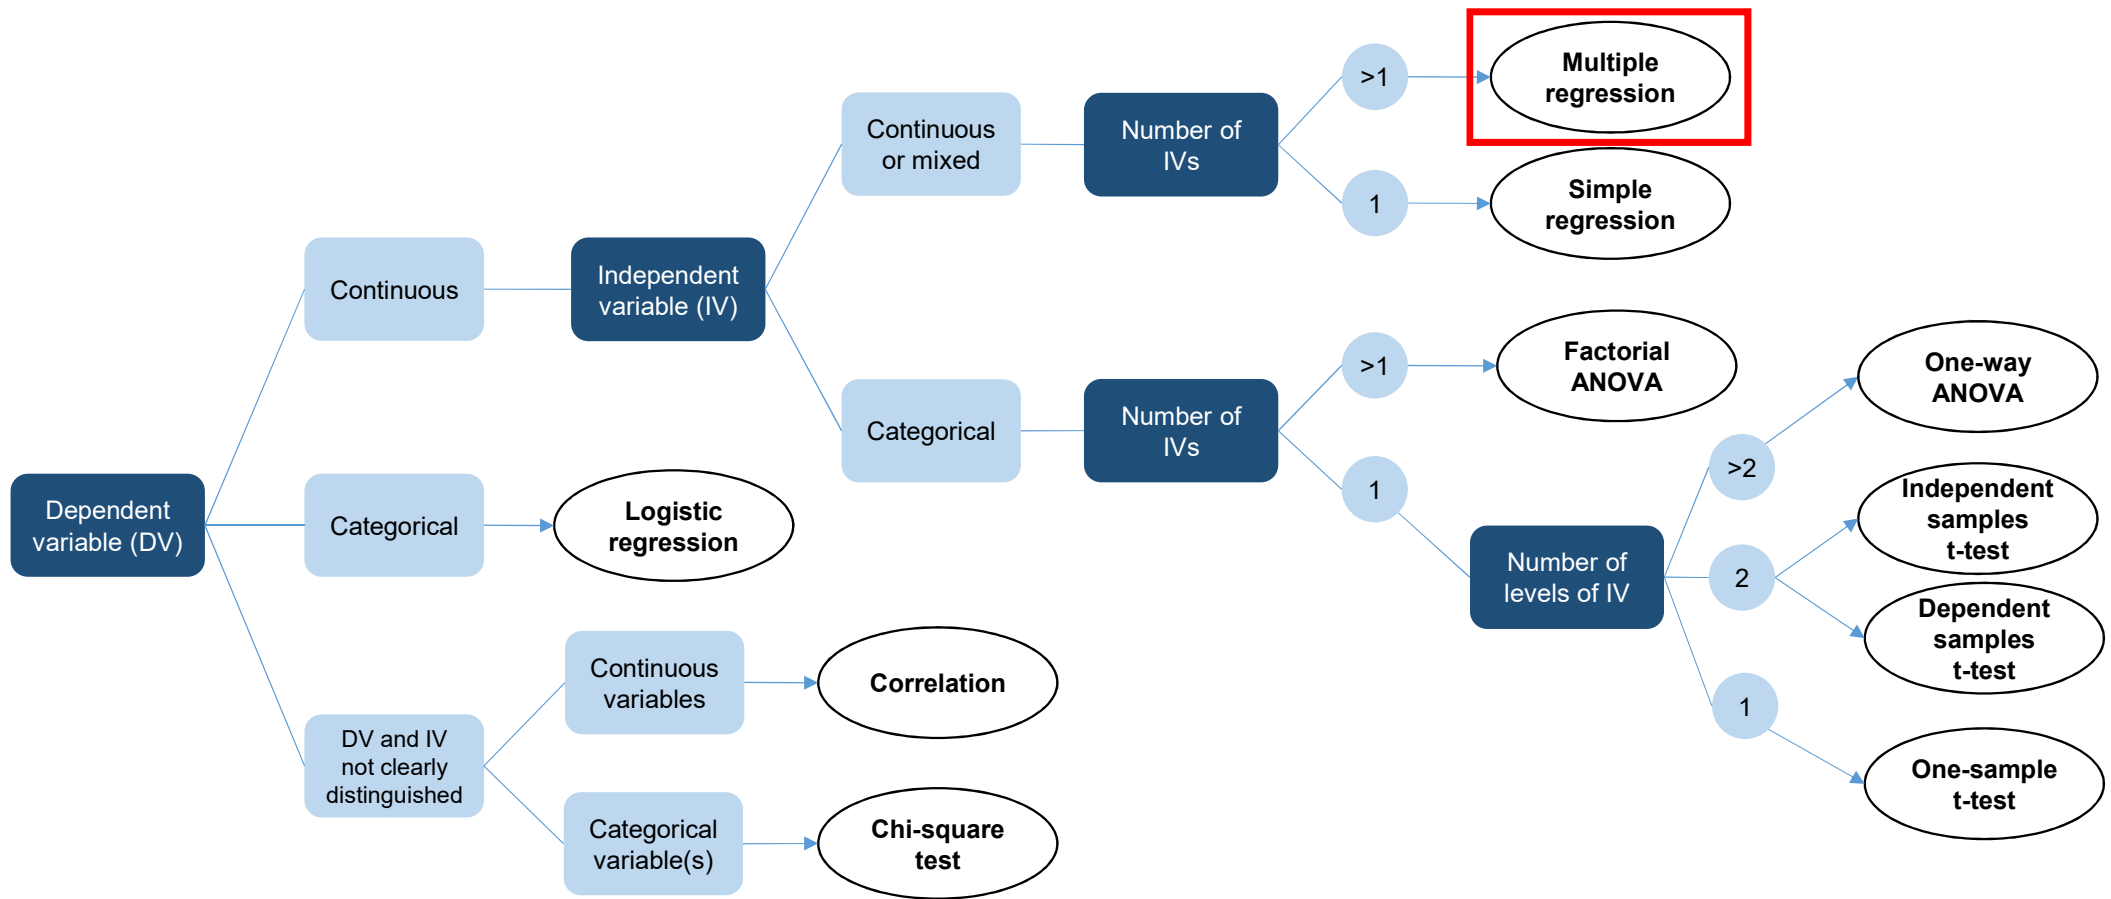 Dependent
variable (DV)
Continuous
Independent
variable (IV)
Continuous
or mixed
Number of
IVs
>1
Multiple
regression
1
Simple
regression
Categorical
Number of
IVs
>1
Factorial
ANOVA
1
Number of
levels of IV
>2
One-way
ANOVA
2
Independent
samples
t-test
Dependent
samples
t-test
1
One-sample
t-test
Categorical
Logistic
regression
DV and IV
not clearly
distinguished
Continuous
variables
Correlation
Categorical
variable(s)
Chi-square
test